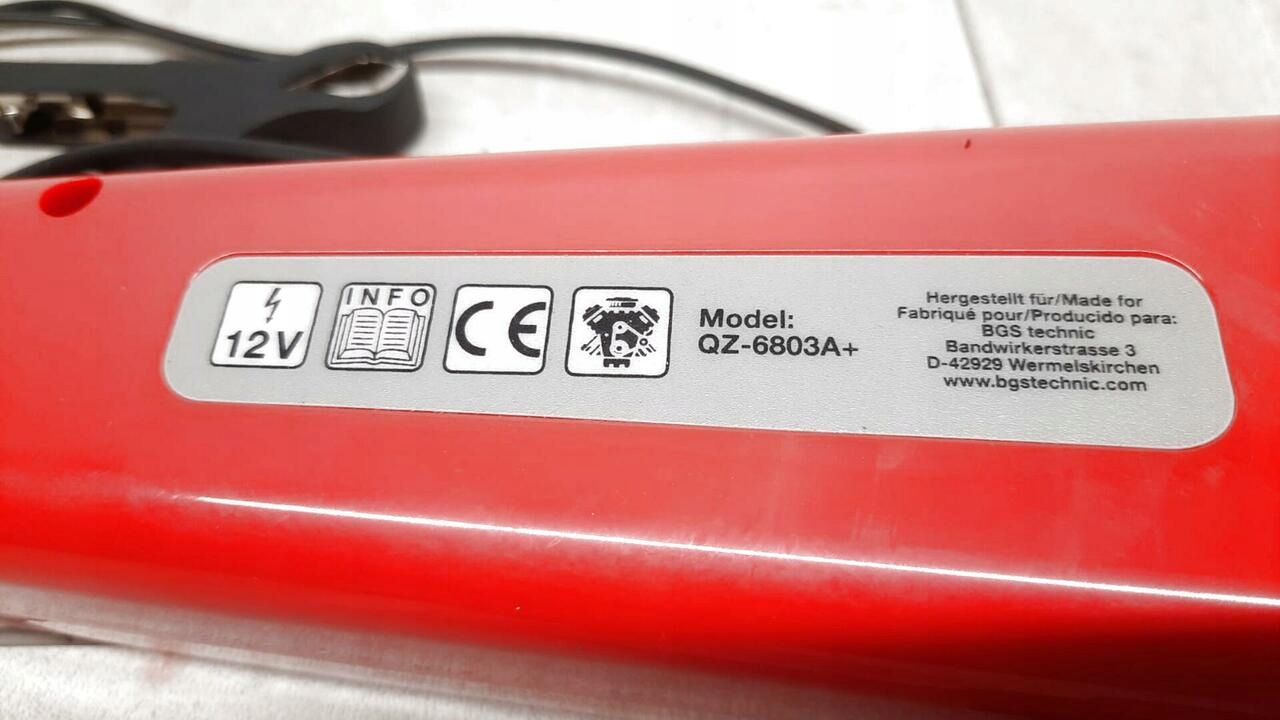 12V
INFO
CE
Model:
QZ-6803A+
Hergestellt für/Made for
Fabriqué pour/Producido para:
BGS technic
Bandwirkerstrasse 3
D-42929 Wermelskirchen
www.bgstechnic.com